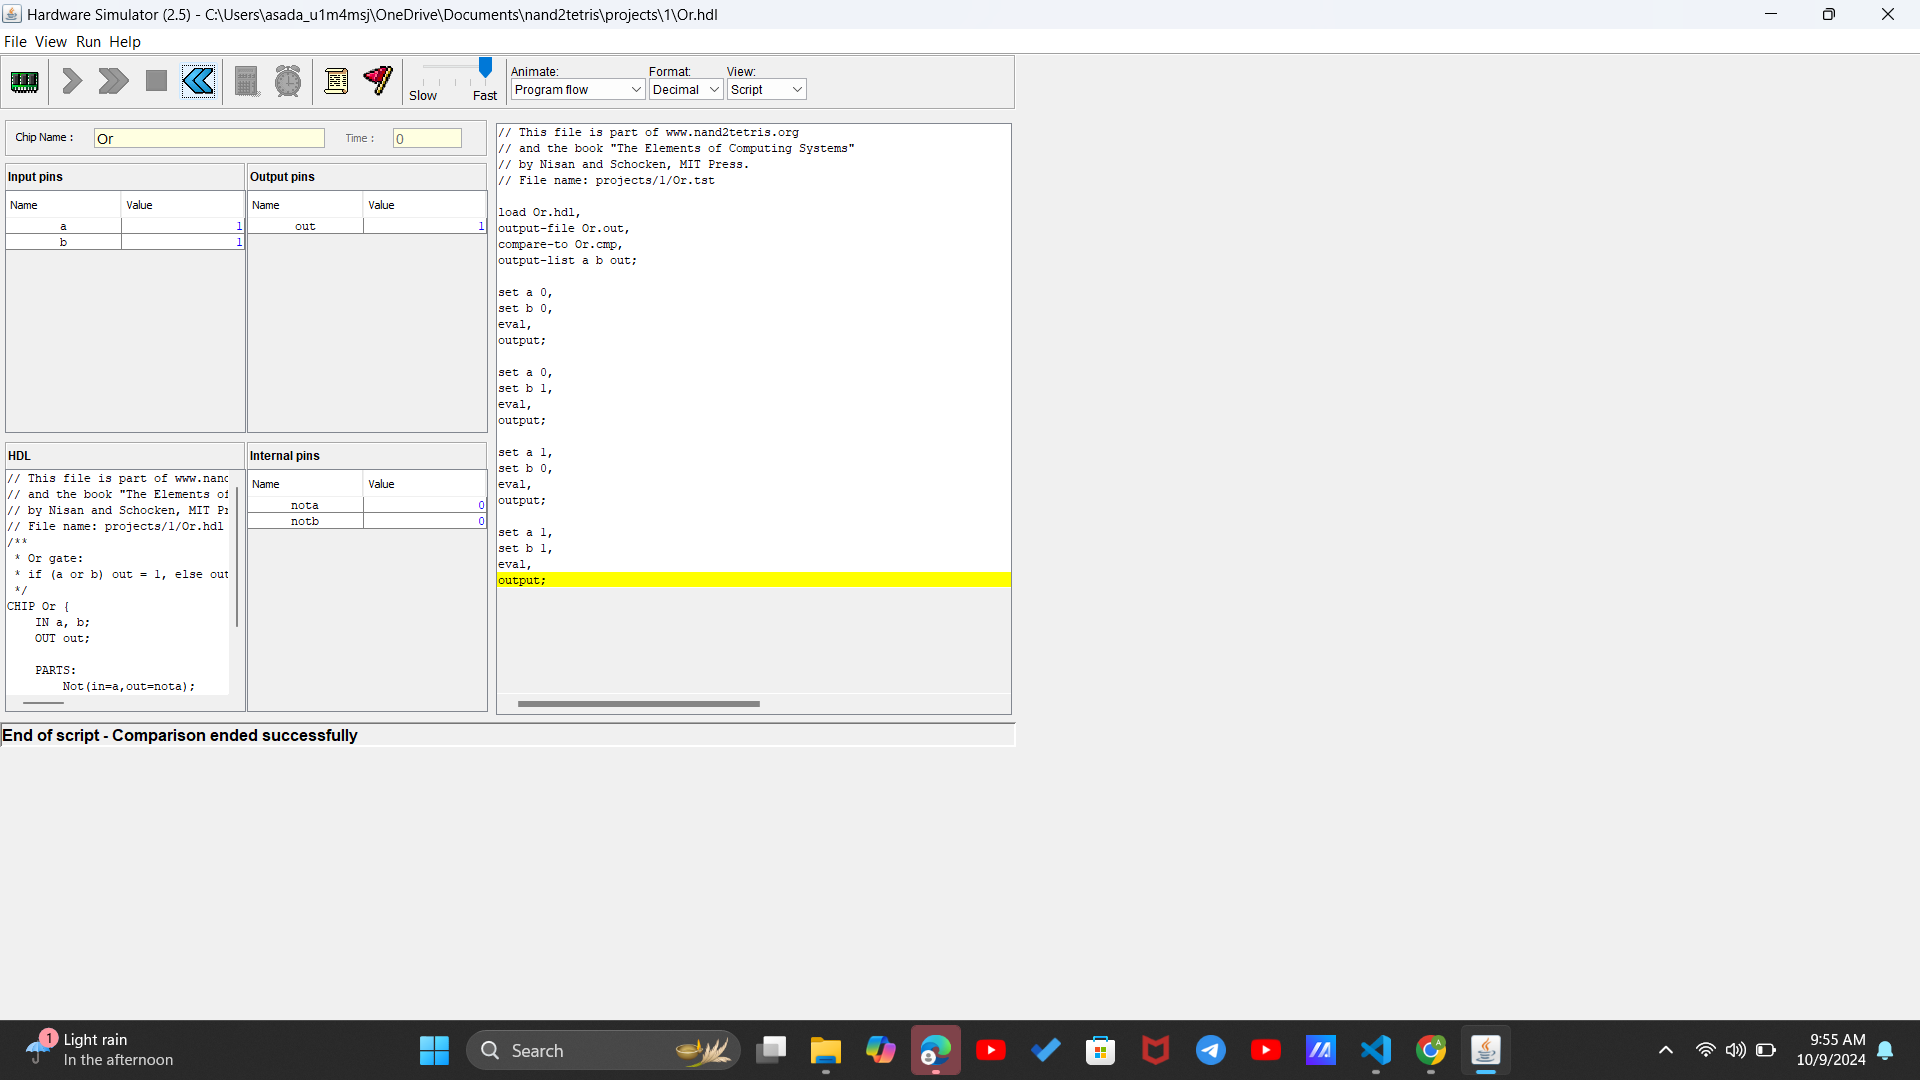 Hardware Simulator (2.5) - C:\Users\asada_u1m4msj\OneDrive\Documents\nand2tetris\projects\1\Or.hdl
File View Run Help
Slow Fast
Animate: Format: View:
Program flow Decimal Script
Chip Name : Or Time : 0
Input pins Output pins
Name Value Name Value
a 1 out 1
b 1
HDL Internal pins
// This file is part of www.nand
// and the book "The Elements of
// by Nisan and Schocken, MIT Pr
// File name: projects/1/Or.hdl
/**
* Or gate:
* if (a or b) out = 1, else out
*/
CHIP Or {
IN a, b;
OUT out;
PARTS:
Not(in=a,out=nota);
Name Value
nota 0
notb 0
// This file is part of www.nand2tetris.org
// and the book "The Elements of Computing Systems"
// by Nisan and Schocken, MIT Press.
// File name: projects/1/Or.tst
load Or.hdl,
output-file Or.out,
compare-to Or.cmp,
output-list a b out;
set a 0,
set b 0,
eval,
output;
set a 0,
set b 1,
eval,
output;
set a 1,
set b 0,
eval,
output;
set a 1,
set b 1,
eval,
output;
End of script - Comparison ended successfully
1
Light rain
In the afternoon
Search
A
9:55 AM
10/9/2024